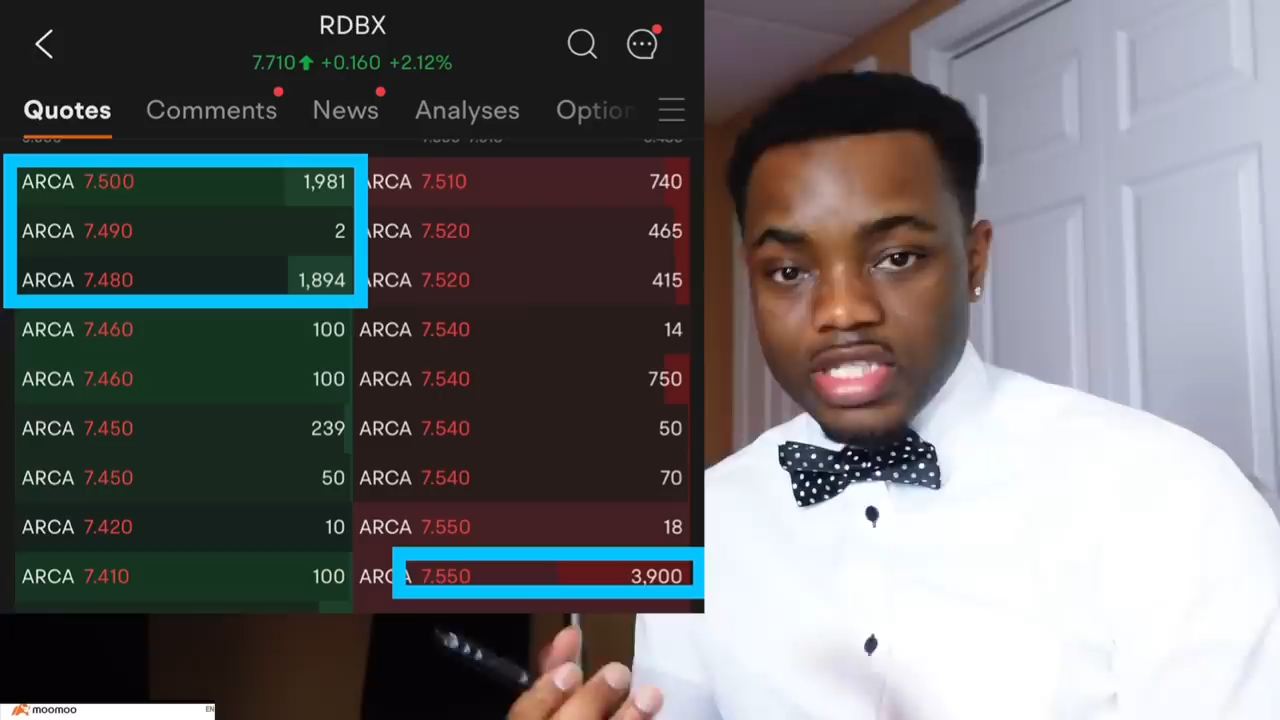 RDBX
7.710 +0.160 +2.12%
Quotes Comments News Analyses Option
ARCA 7.500 1,981 ARCA 7.510 740
ARCA 7.490 2 ARCA 7.520 465
ARCA 7.480 1,894 ARCA 7.520 415
ARCA 7.460 100 ARCA 7.540 14
ARCA 7.460 100 ARCA 7.540 750
ARCA 7.450 239 ARCA 7.540 50
ARCA 7.450 50 ARCA 7.540 70
ARCA 7.420 10 ARCA 7.550 18
ARCA 7.410 100 ARCA 7.550 3,900
moomoo EN